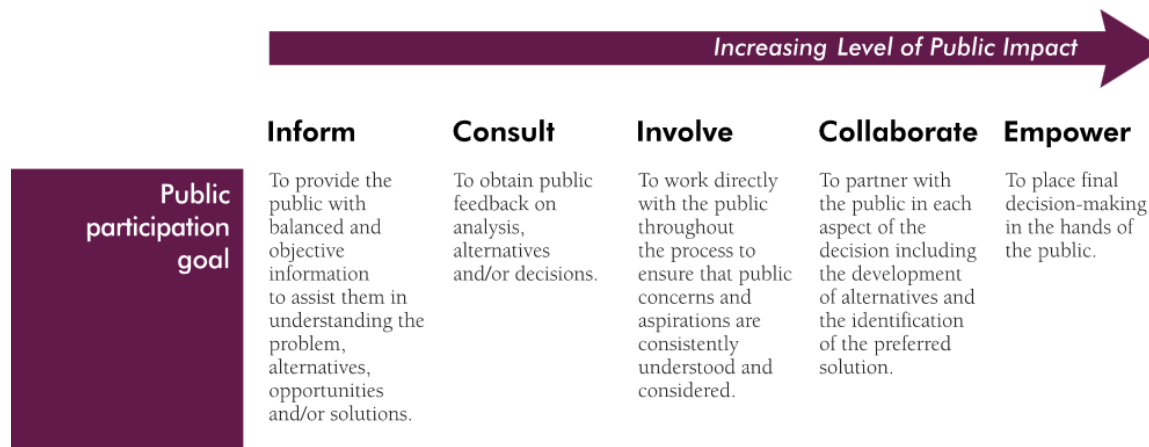 Increasing Level of Public Impact
Inform
Consult
Involve
Collaborate
Empower
Public
participation
goal
To provide the
public with
balanced and
objective
information
to assist them in
understanding the
problem,
alternatives,
opportunities
and/or solutions.
To obtain public
feedback on
analysis,
alternatives
and/or decisions.
To work directly
with the public
throughout
the process to
ensure that public
concerns and
aspirations are
consistently
understood and
considered.
To partner with
the public in each
aspect of the
decision including
the development
of alternatives and
the identification
of the preferred
solution.
To place final
decision-making
in the hands of
the public.